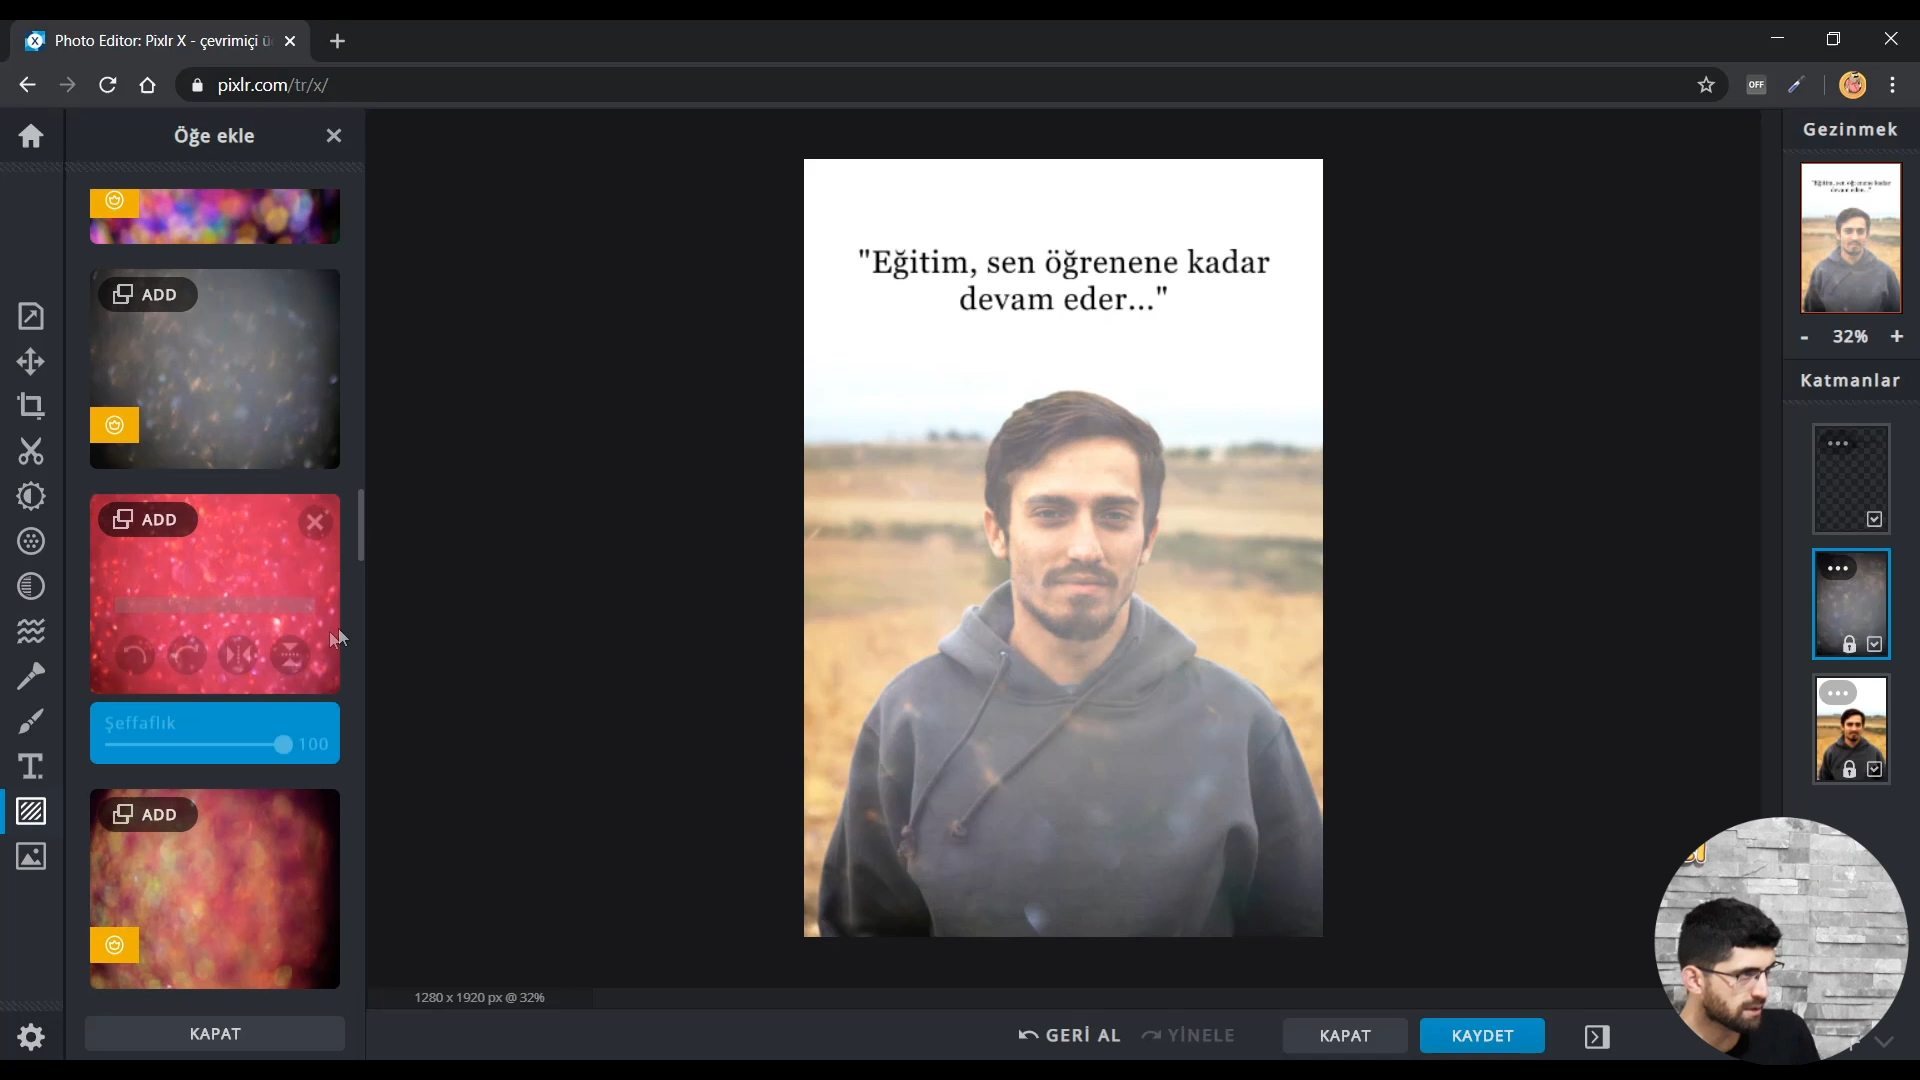 Photo Editor: Pixlr X - çevrimiçi
pixlr.com/tr/x/
OFF
Öğe ekle
Gezinmek
ADD
"Eğitim, sen öğrenene kadar
devam eder..."
- 32% +
Katmanlar
ADD
Şeffaflık
100
ADD
1280 x 1920 px @ 32%
KAPAT
GERİ AL
YİNELE
KAPAT
KAYDET